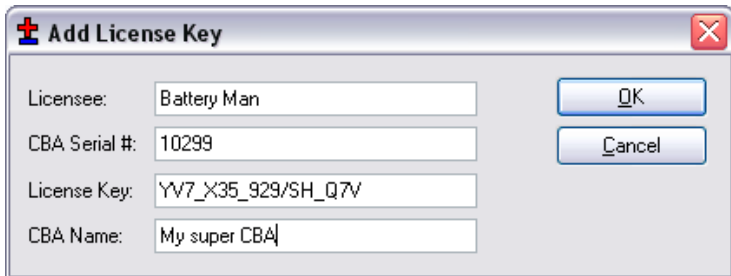 Add License Key
Licensee: Battery Man OK
CBA Serial #: 10299 Cancel
License Key: YV7_X35_929/SH_Q7V
CBA Name: My super CBA